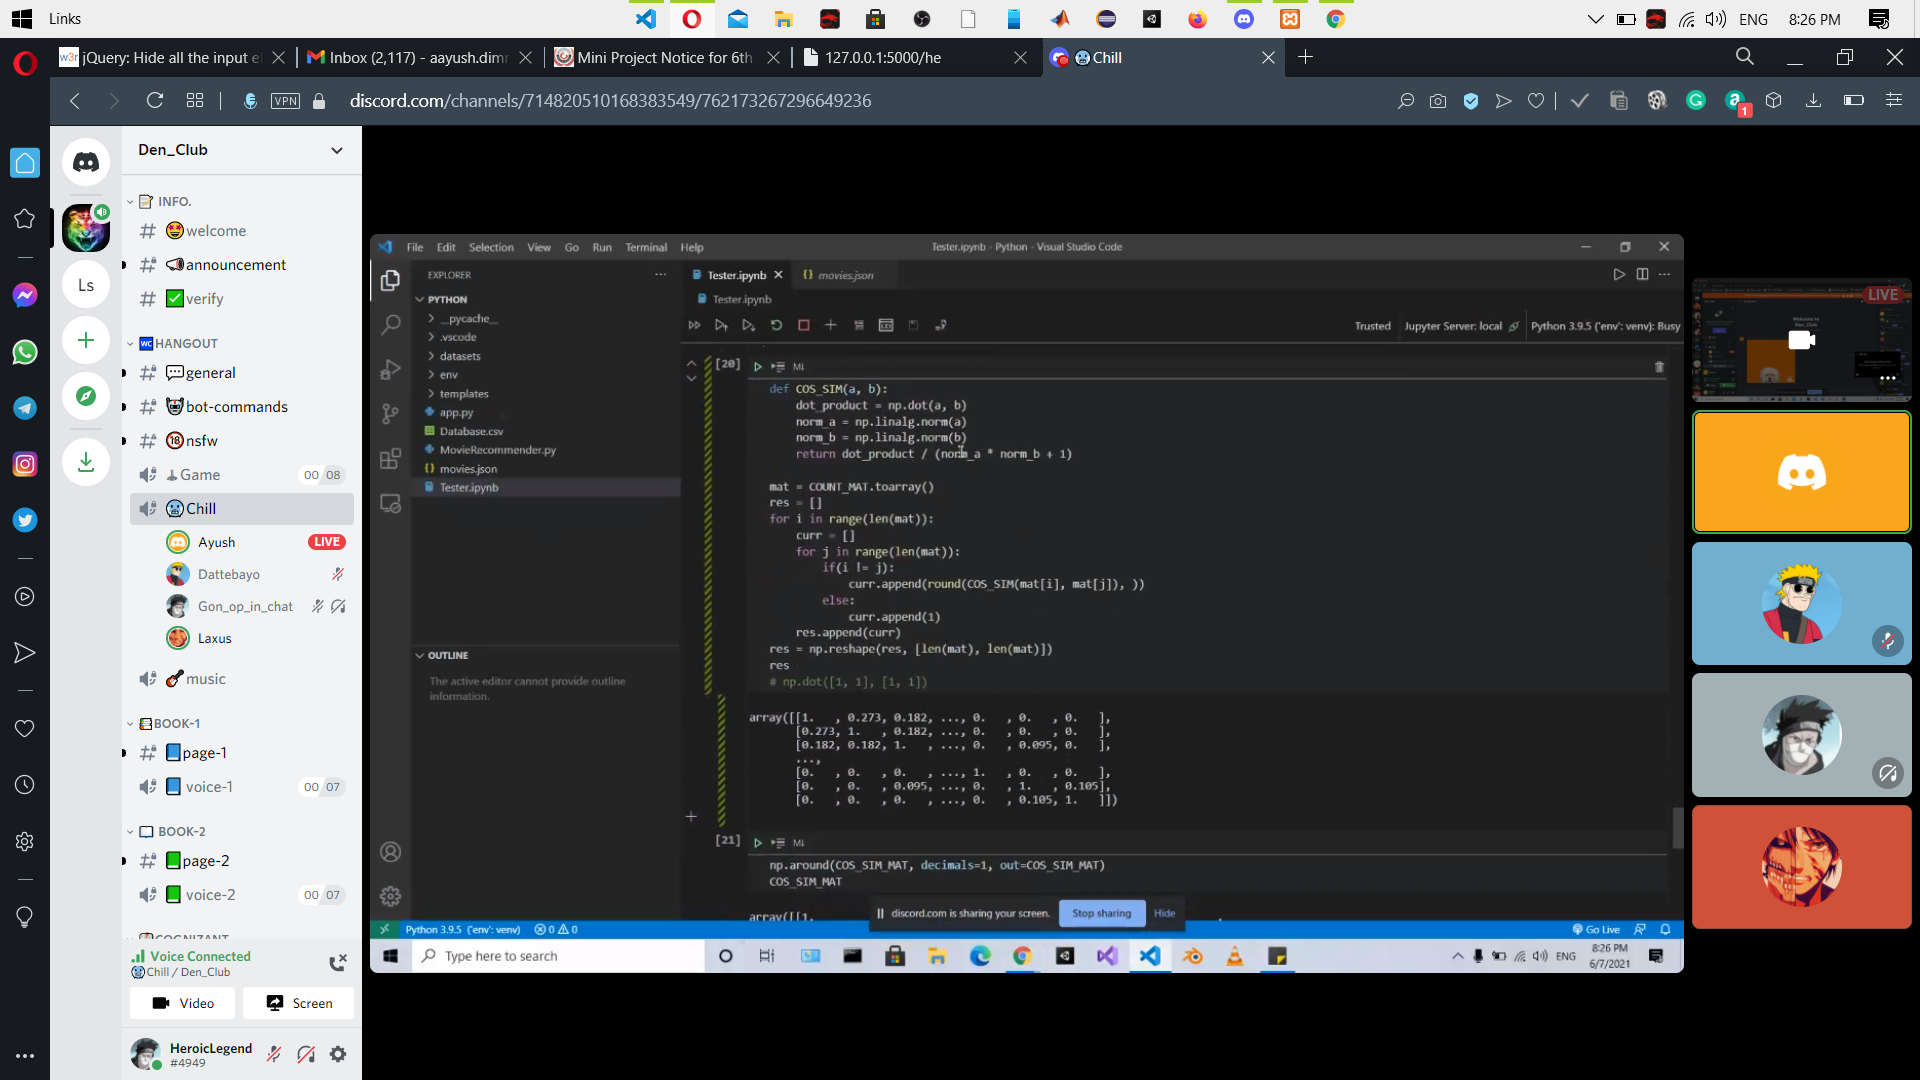 Links
ENG
8:26 PM
jQuery: Hide all the input el
Inbox (2,117) - aayush.dimr
Mini Project Notice for 6th
127.0.0.1:5000/he
Chill
VPN
discord.com/channels/714820510168383549/762173267296649236
1
Den_Club
INFO.
welcome
announcement
verify
Ls
HANGOUT
general
bot-commands
nsfw
Game
00 08
Chill
Ayush
LIVE
Dattebayo
Gon_op_in_chat
Laxus
music
BOOK-1
page-1
voice-1
00 07
BOOK-2
page-2
voice-2
00 07
COGNIZANT
Voice Connected
Chill / Den_Club
Video
Screen
HeroicLegend
#4949
File Edit Selection View Go Run Terminal Help
Tester.ipynb - Python - Visual Studio Code
EXPLORER
PYTHON
__pycache__
.vscode
datasets
env
templates
app.py
Database.csv
MovieRecommender.py
movies.json
Tester.ipynb
OUTLINE
The active editor cannot provide outline
information.
Tester.ipynb
movies.json
Tester.ipynb
Trusted
Jupyter Server: local
Python 3.9.5 ('env': venv): Busy
[20]
M↓
def COS_SIM(a, b):
dot_product = np.dot(a, b)
norm_a = np.linalg.norm(a)
norm_b = np.linalg.norm(b)
return dot_product / (norm_a * norm_b + 1)
mat = COUNT_MAT.toarray()
res = []
for i in range(len(mat)):
curr = []
for j in range(len(mat)):
if(i != j):
curr.append(round(COS_SIM(mat[i], mat[j]), ))
else:
curr.append(1)
res.append(curr)
res = np.reshape(res, [len(mat), len(mat)])
res
# np.dot([1, 1], [1, 1])
array([[1. , 0.273, 0.182, ..., 0. , 0. , 0. ],
[0.273, 1. , 0.182, ..., 0. , 0. , 0. ],
[0.182, 0.182, 1. , ..., 0. , 0.095, 0. ],
...,
[0. , 0. , 0. , ..., 1. , 0. , 0. ],
[0. , 0. , 0.095, ..., 0. , 1. , 0.105],
[0. , 0. , 0. , ..., 0. , 0.105, 1. ]])
[21]
M↓
np.around(COS_SIM_MAT, decimals=1, out=COS_SIM_MAT)
COS_SIM_MAT
array([[1.
discord.com is sharing your screen.
Stop sharing
Hide
Python 3.9.5 ('env': venv)
0
0
Go Live
Type here to search
ENG
8:26 PM
6/7/2021
LIVE